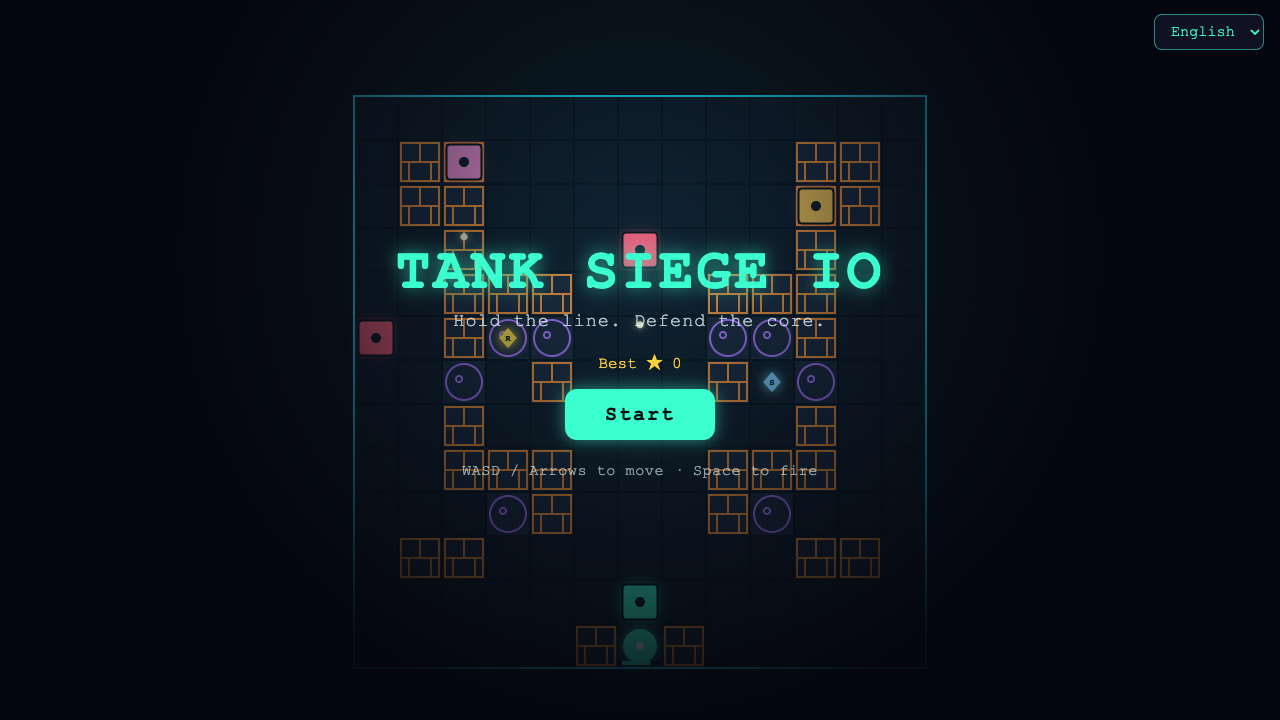 English
TANK SIEGE IO
Hold the line. Defend the core.
R
Best ★ 0
S
Start
WASD / Arrows to move · Space to fire